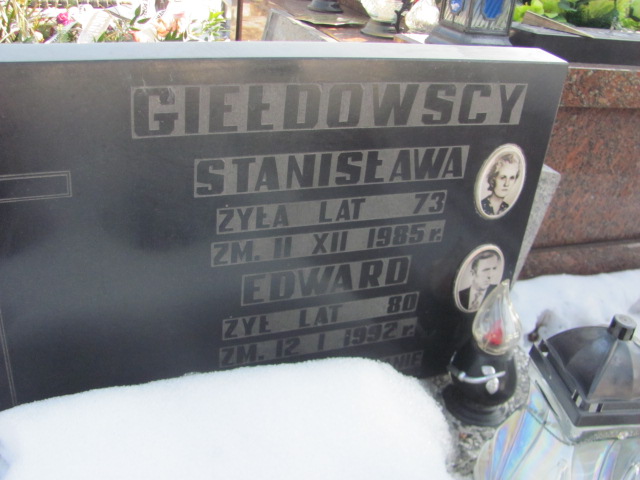 GIEŁDOWSCY
STANISŁAWA
ŻYŁA LAT 73
ZM. 11 XII 1985 r.
EDWARD
ŻYŁ LAT 80
ZM. 12 I 1992 r.